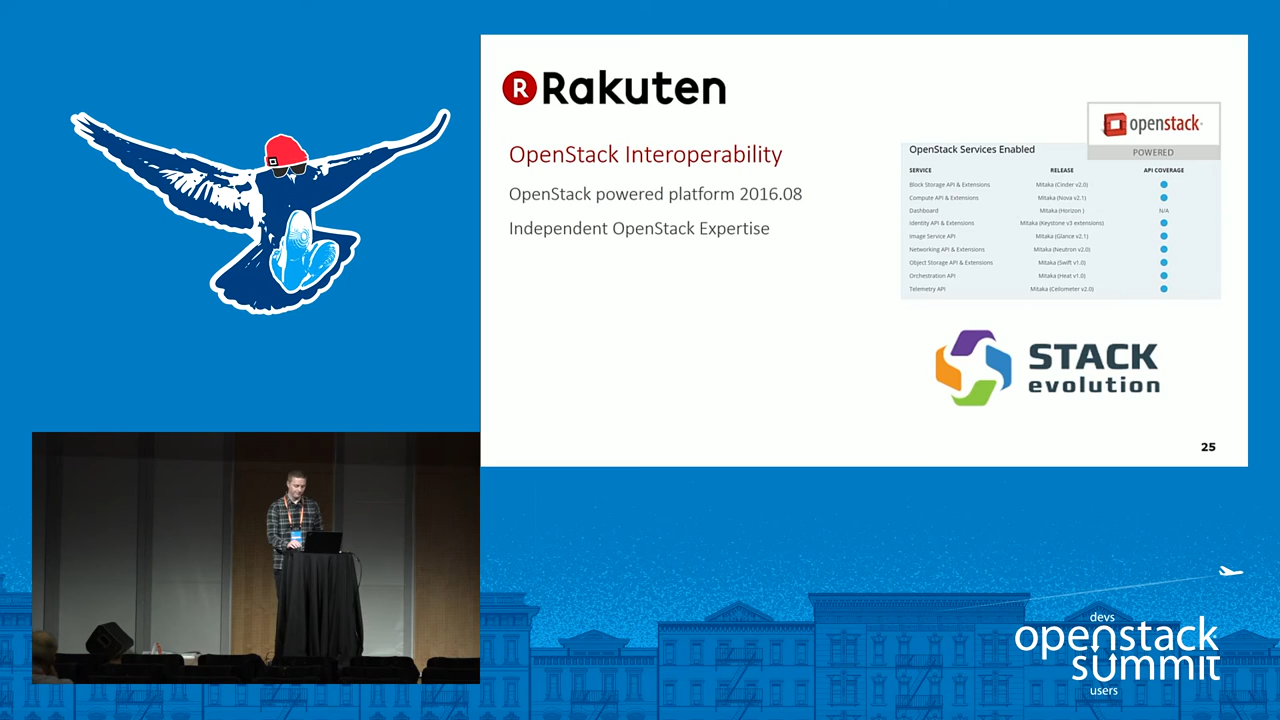 R Rakuten
OpenStack Interoperability
OpenStack powered platform 2016.08
Independent OpenStack Expertise
openstack
POWERED
OpenStack Services Enabled
SERVICE RELEASE API COVERAGE
Block Storage API & Extensions Mitaka (Cinder v2.0)
Compute API & Extensions Mitaka (Nova v2.1)
Dashboard Mitaka (Horizon ) N/A
Identity API & Extensions Mitaka (Keystone v3 extensions)
Image Service API Mitaka (Glance v2.1)
Networking API & Extensions Mitaka (Neutron v2.0)
Object Storage API & Extensions Mitaka (Swift v1.0)
Orchestration API Mitaka (Heat v1.0)
Telemetry API Mitaka (Ceilometer v2.0)
STACK
evolution
25
devs
openstack
summit
users